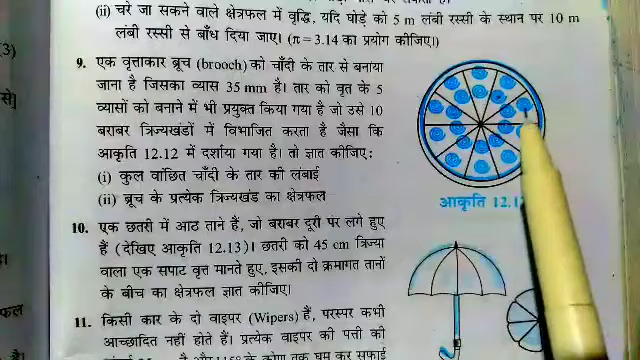 (ii) चरे जा सकने वाले क्षेत्रफल में वृद्धि, यदि घोड़े को 5 m लंबी रस्सी के स्थान पर 10 m
लंबी रस्सी से बाँध दिया जाए। (π = 3.14 का प्रयोग कीजिए।)
(3)
9. एक वृत्ताकार ब्रूच (brooch) को चाँदी के तार से बनाया
जाना है जिसका व्यास 35 mm है। तार को वृत्त के 5
से]
व्यासों को बनाने में भी प्रयुक्त किया गया है जो उसे 10
बराबर त्रिज्यखंडों में विभाजित करता है जैसा कि
आकृति 12.12 में दर्शाया गया है। तो ज्ञात कीजिए :
(i) कुल वांछित चाँदी के तार की लंबाई
(ii) ब्रूच के प्रत्येक त्रिज्यखंड का क्षेत्रफल
आकृति 12.12
10. एक छतरी में आठ ताने हैं, जो बराबर दूरी पर लगे हुए
हैं (देखिए आकृति 12.13)। छतरी को 45 cm त्रिज्या
वाला एक सपाट वृत्त मानते हुए, इसकी दो क्रमागत तानों
के बीच का क्षेत्रफल ज्ञात कीजिए।
11. किसी कार के दो वाइपर (Wipers) हैं, परस्पर कभी
आच्छादित नहीं होते हैं। प्रत्येक वाइपर की पत्ती की